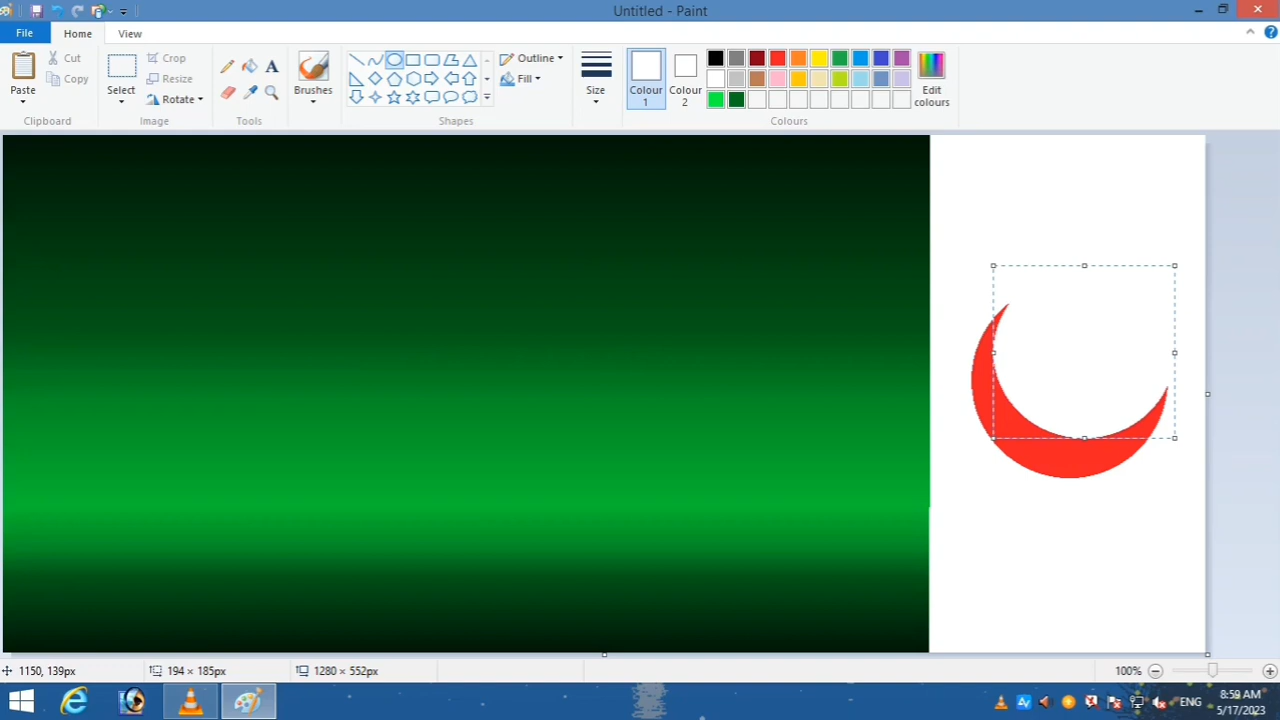 Untitled - Paint
File Home View
Paste
Cut
Copy
Clipboard
Select
Crop
Resize
Rotate
Image
A
Tools
Brushes
Outline
Fill
Shapes
Size
Colour 1
Colour 2
Edit colours
Colours
1150, 139px 194 × 185px 1280 × 552px 100%
ENG
8:59 AM
5/17/2023